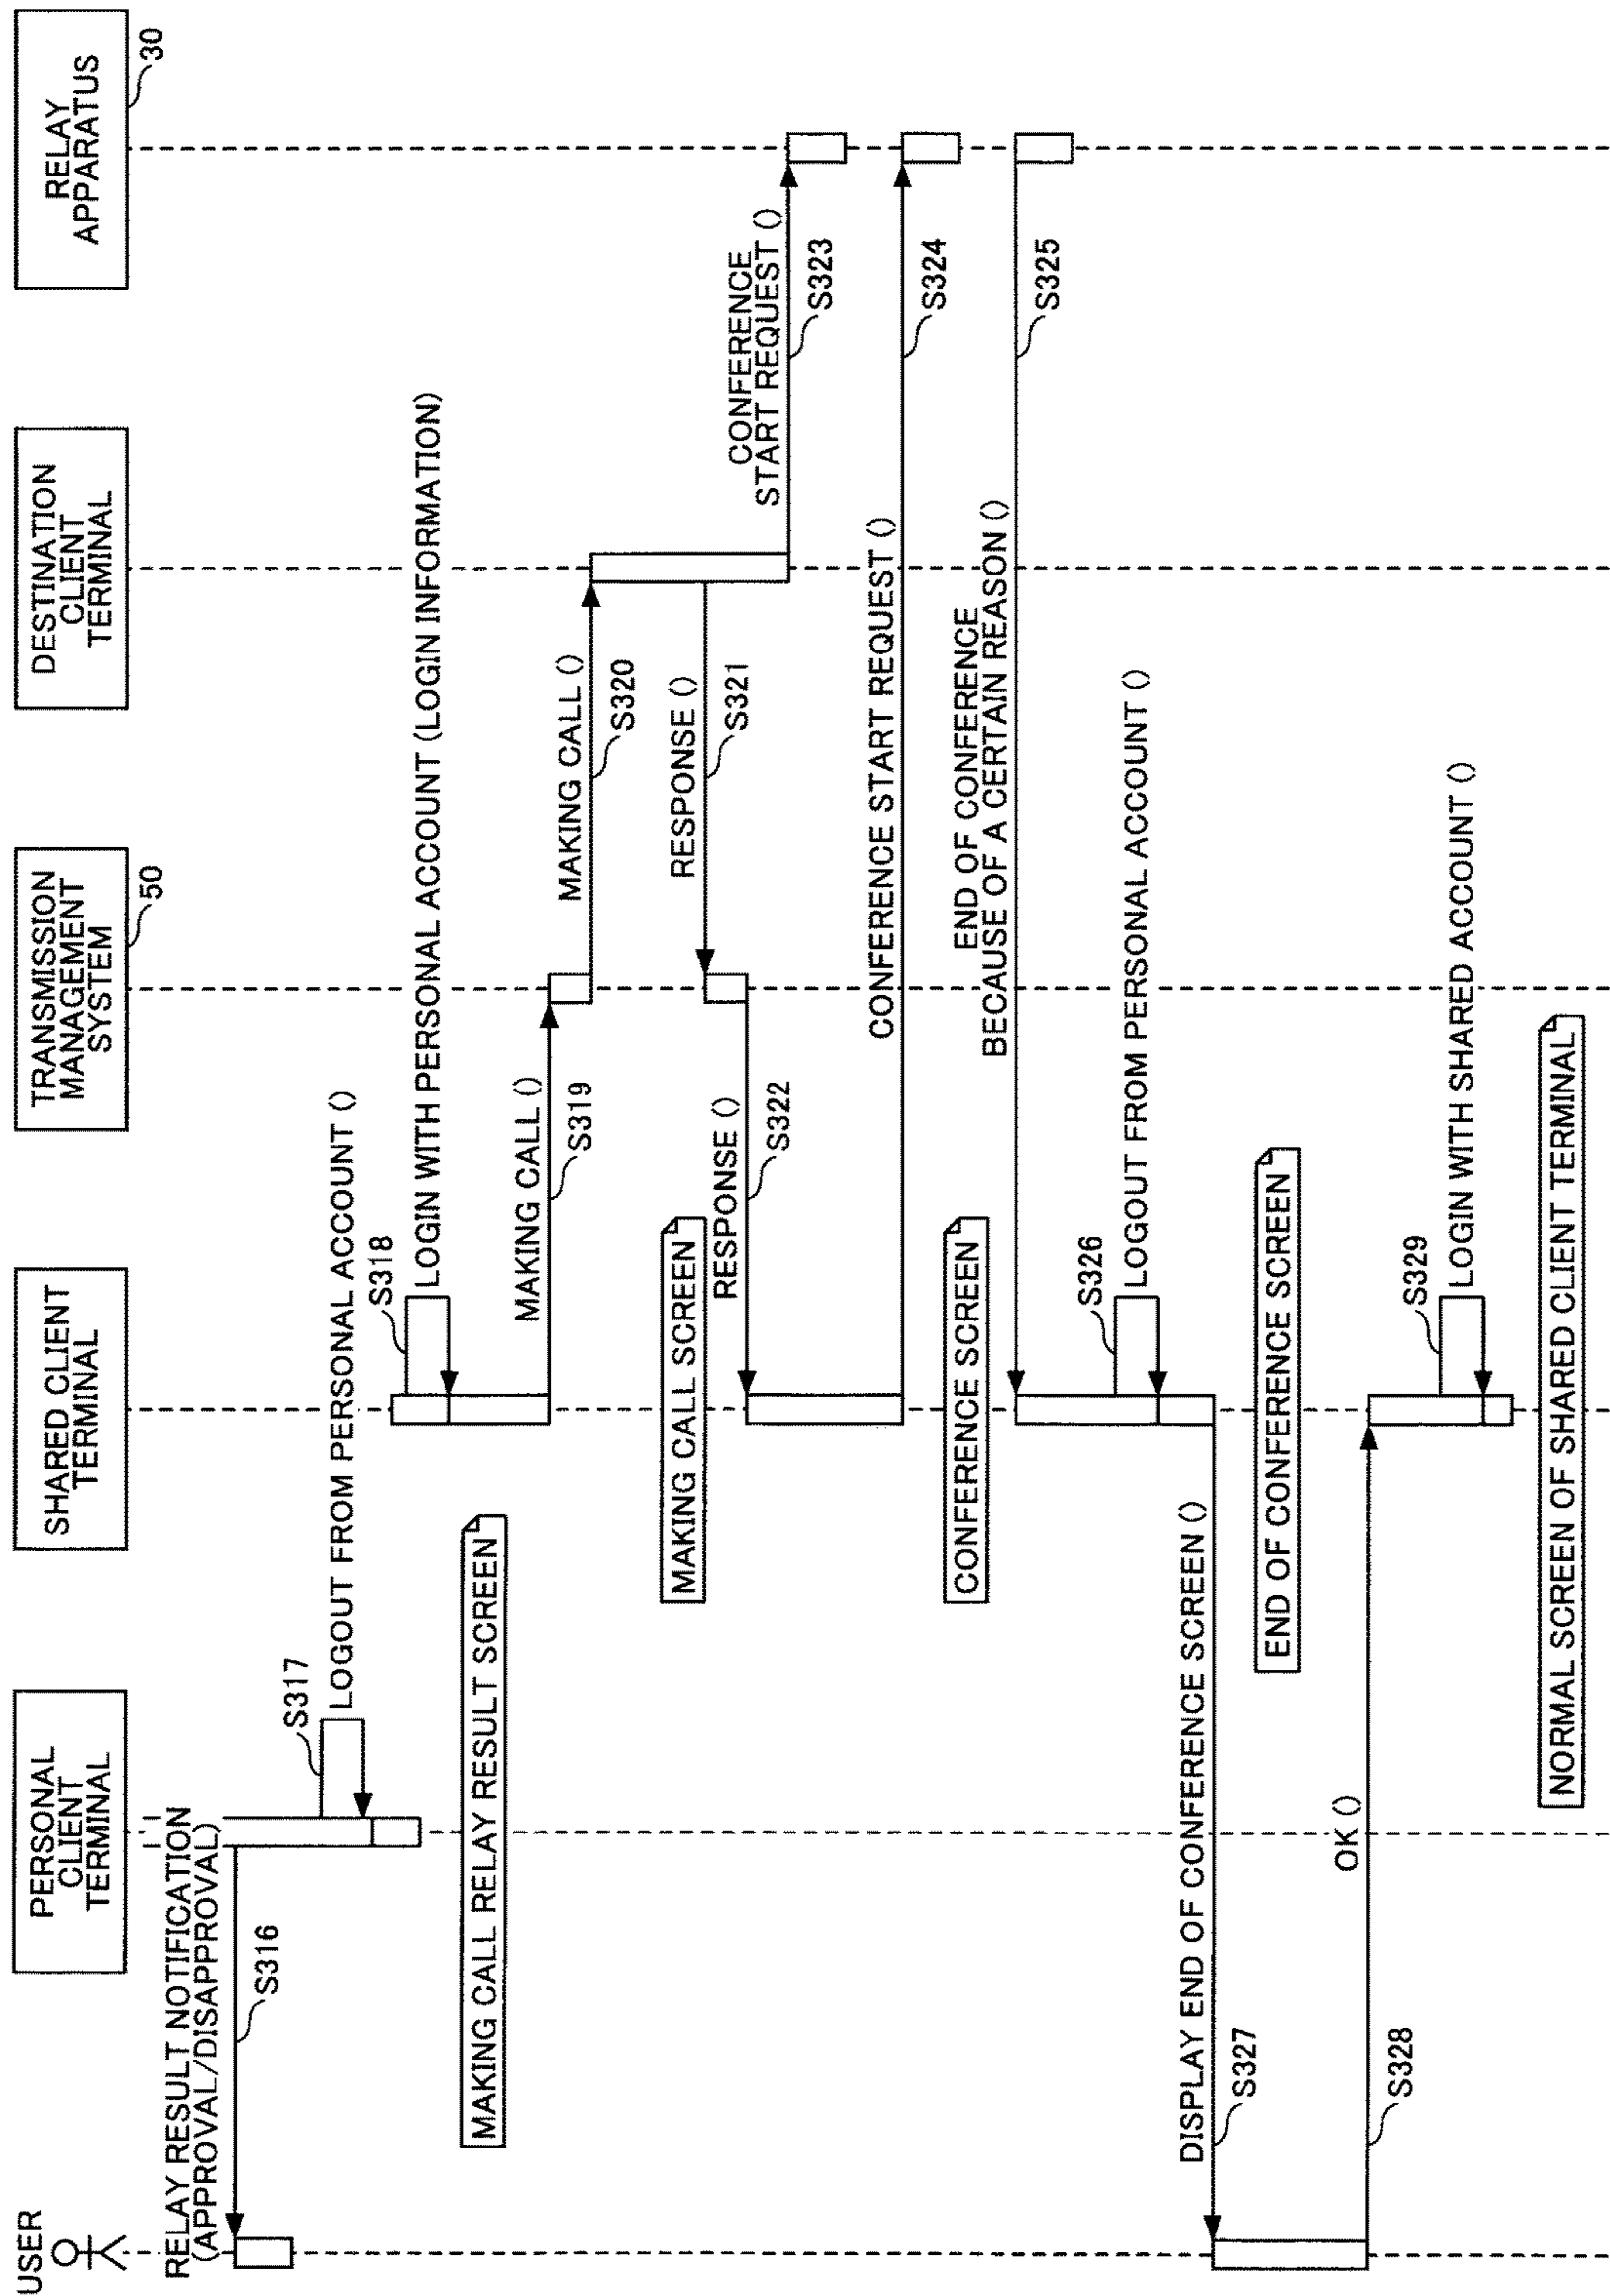 USER
PERSONAL
CLIENT
TERMINAL
SHARED CLIENT
TERMINAL
TRANSMISSION
MANAGEMENT
SYSTEM
50
DESTINATION
CLIENT
TERMINAL
RELAY
APPARATUS
30
RELAY RESULT NOTIFICATION
(APPROVAL/DISAPPROVAL)
S316
S317
LOGOUT FROM PERSONAL ACCOUNT ()
S318
LOGIN WITH PERSONAL ACCOUNT (LOGIN INFORMATION)
MAKING CALL RELAY RESULT SCREEN
MAKING CALL ()
S319
MAKING CALL ()
S320
MAKING CALL SCREEN
RESPONSE ()
S321
RESPONSE ()
S322
CONFERENCE
START REQUEST ()
S323
CONFERENCE START REQUEST ()
S324
CONFERENCE SCREEN
END OF CONFERENCE
BECAUSE OF A CERTAIN REASON ()
S325
S326
LOGOUT FROM PERSONAL ACCOUNT ()
DISPLAY END OF CONFERENCE SCREEN ()
S327
END OF CONFERENCE SCREEN
OK ()
S328
S329
LOGIN WITH SHARED ACCOUNT ()
NORMAL SCREEN OF SHARED CLIENT TERMINAL